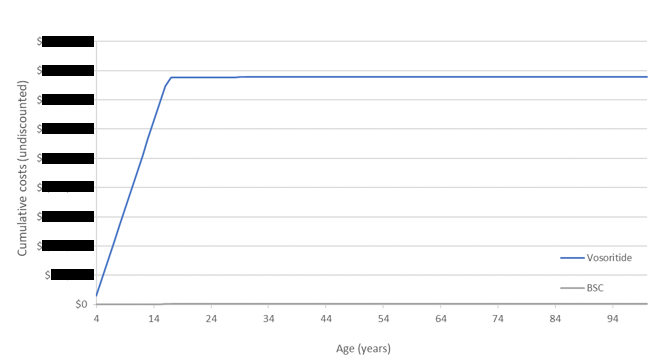 $
$
$
$
$
$
$
$
$
$0
4 14 24 34 44 54 64 74 84 94
Cumulative costs (undiscounted)
Age (years)
Vosoritide
BSC